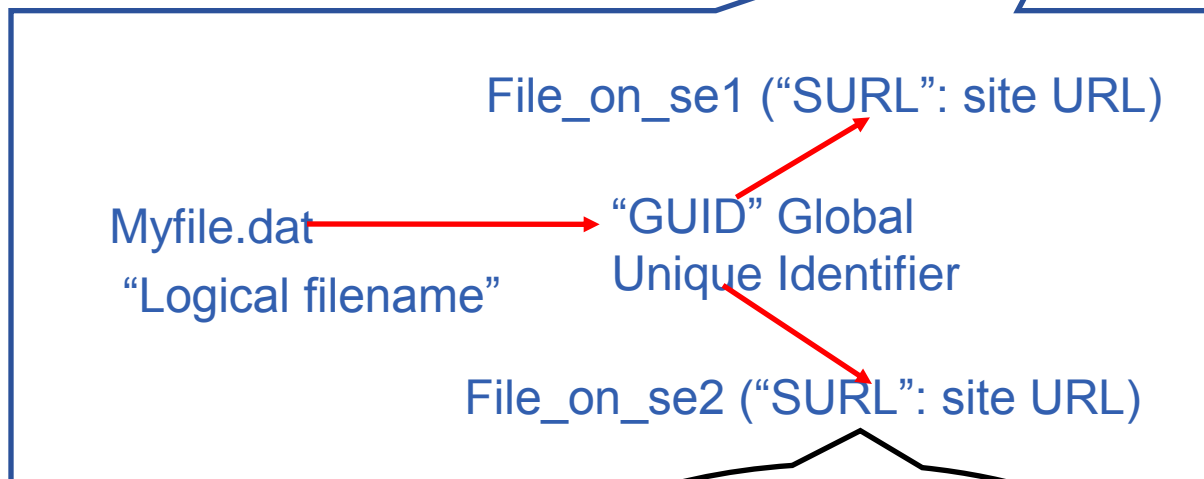 File_on_se1 (“SURL”: site URL)
Myfile.dat
“Logical filename”
“GUID” Global
Unique Identifier
File_on_se2 (“SURL”: site URL)